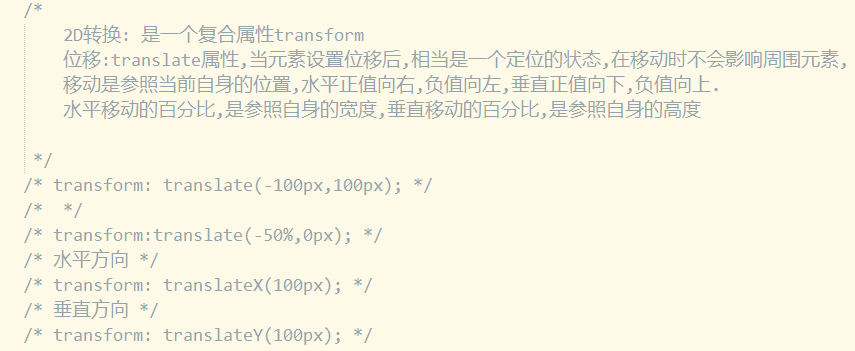 /*
2D转换: 是一个复合属性transform
位移:translate属性,当元素设置位移后,相当是一个定位的状态,在移动时不会影响周围元素,
移动是参照当前自身的位置,水平正值向右,负值向左,垂直正值向下,负值向上.
水平移动的百分比,是参照自身的宽度,垂直移动的百分比,是参照自身的高度
*/
/* transform: translate(-100px,100px); */
/*  */
/* transform:translate(-50%,0px); */
/* 水平方向 */
/* transform: translateX(100px); */
/* 垂直方向 */
/* transform: translateY(100px); */